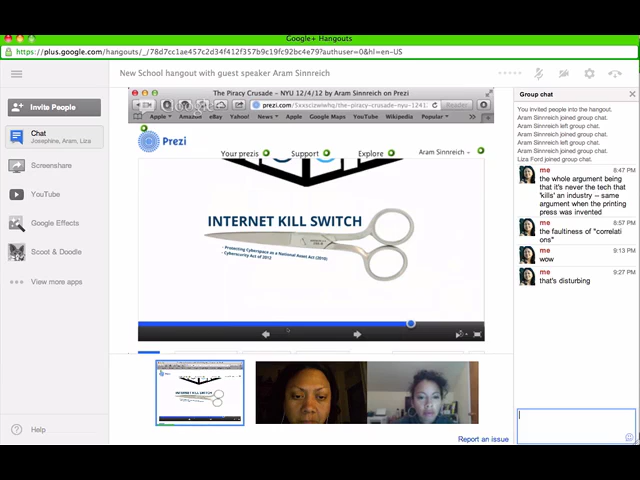 Google+ Hangouts
https://plus.google.com/hangouts/_/78d7cc1ae457c2d34f412f357b9c19fc92bc4e79?authuser=0&hl=en-US
New School hangout with guest speaker Aram Sinnreich
Invite People
Chat
Josephine, Aram, Liza
Screenshare
YouTube
Google Effects
Scoot & Doodle
View more apps
Help
The Piracy Crusade – NYU 12/4/12 by Aram Sinnreich on Prezi
Reader
Apple
Amazon
eBay
Yahoo!
News
Google Maps
YouTube
Wikipedia
Popular
Prezi
Your prezis
Support
Explore
Aram Sinnreich
INTERNET KILL SWITCH
- Protecting Cyberspace as a National Asset Act (2010)
- Cybersecurity Act of 2012
Prezi
INTERNET KILL SWITCH
Report an issue
Group chat
You invited people into the hangout.
Aram Sinnreich joined group chat.
Aram Sinnreich left group chat.
Aram Sinnreich joined group chat.
Aram Sinnreich left group chat.
Aram Sinnreich joined group chat.
Liza Ford joined group chat.
me 8:47 PM
the whole argument being
that it's never the tech that
'kills' an industry -- same
argument when the printing
press was invented
me 8:57 PM
the faultiness of "correlati
ons"
me 9:13 PM
wow
me 9:27 PM
that's disturbing